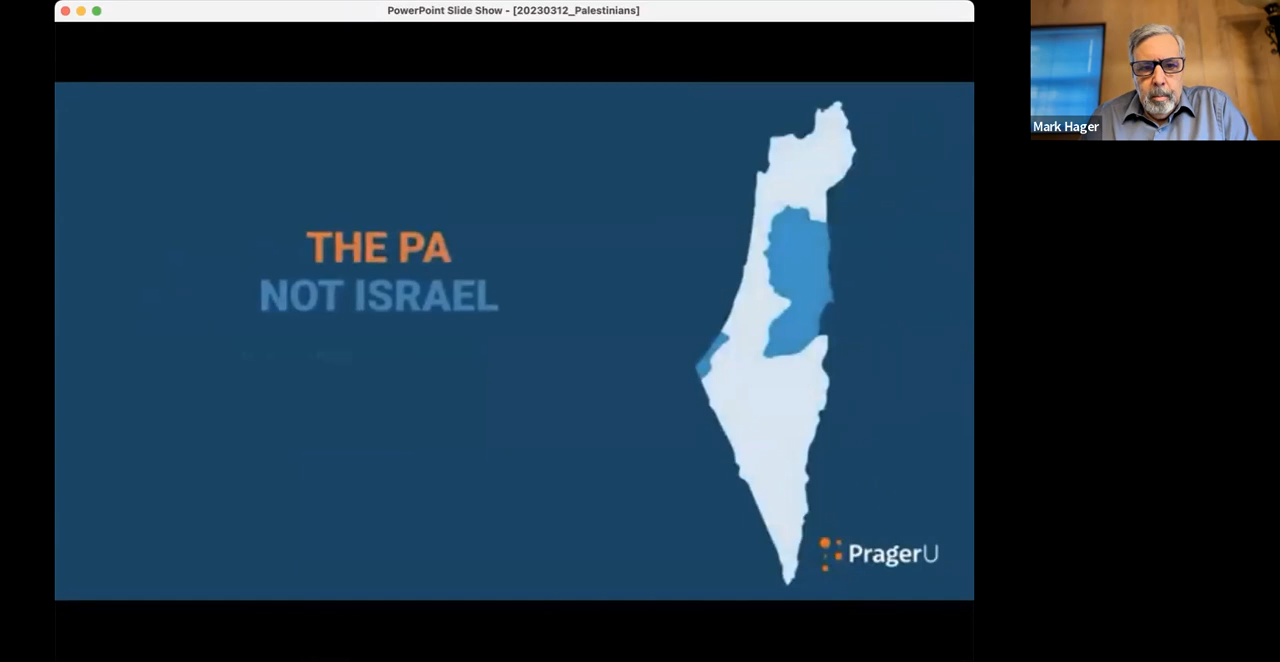 PowerPoint Slide Show - [20230312_Palestinians]
THE PA
NOT ISRAEL
PragerU
Mark Hager